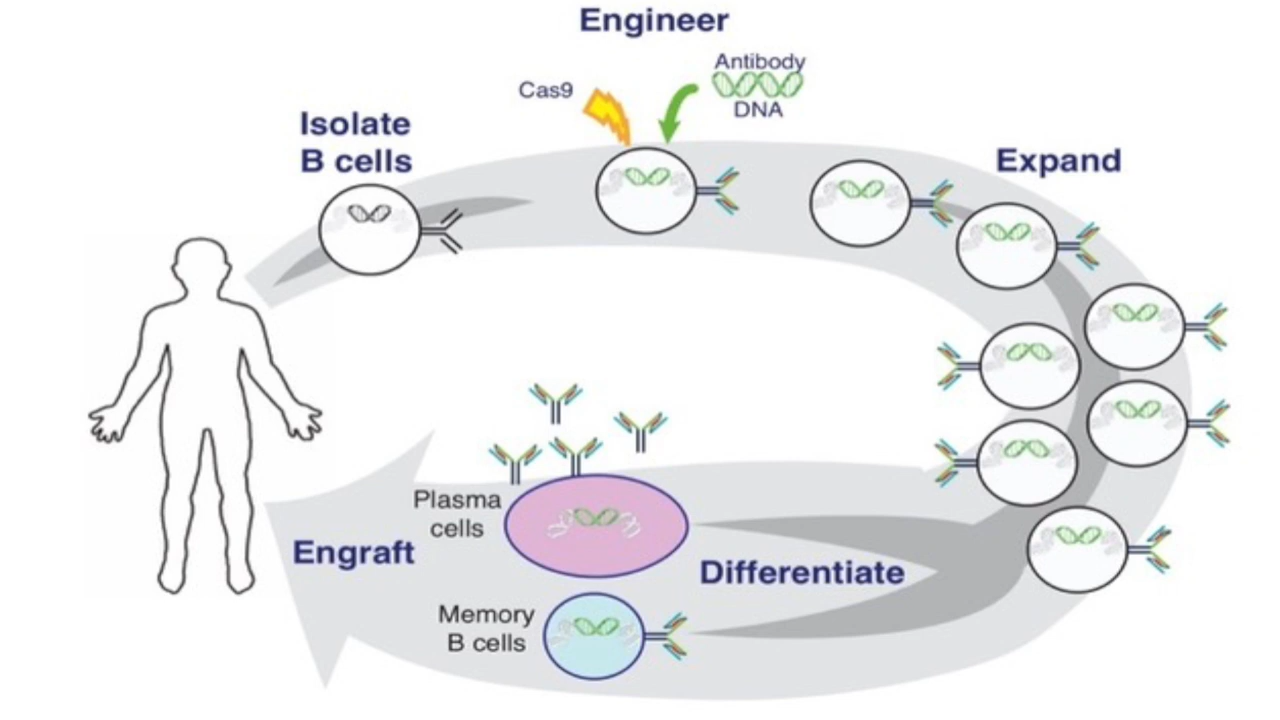 Engineer
Cas9
Antibody
DNA
Isolate
B cells
Expand
Plasma
cells
Engraft
Differentiate
Memory
B cells